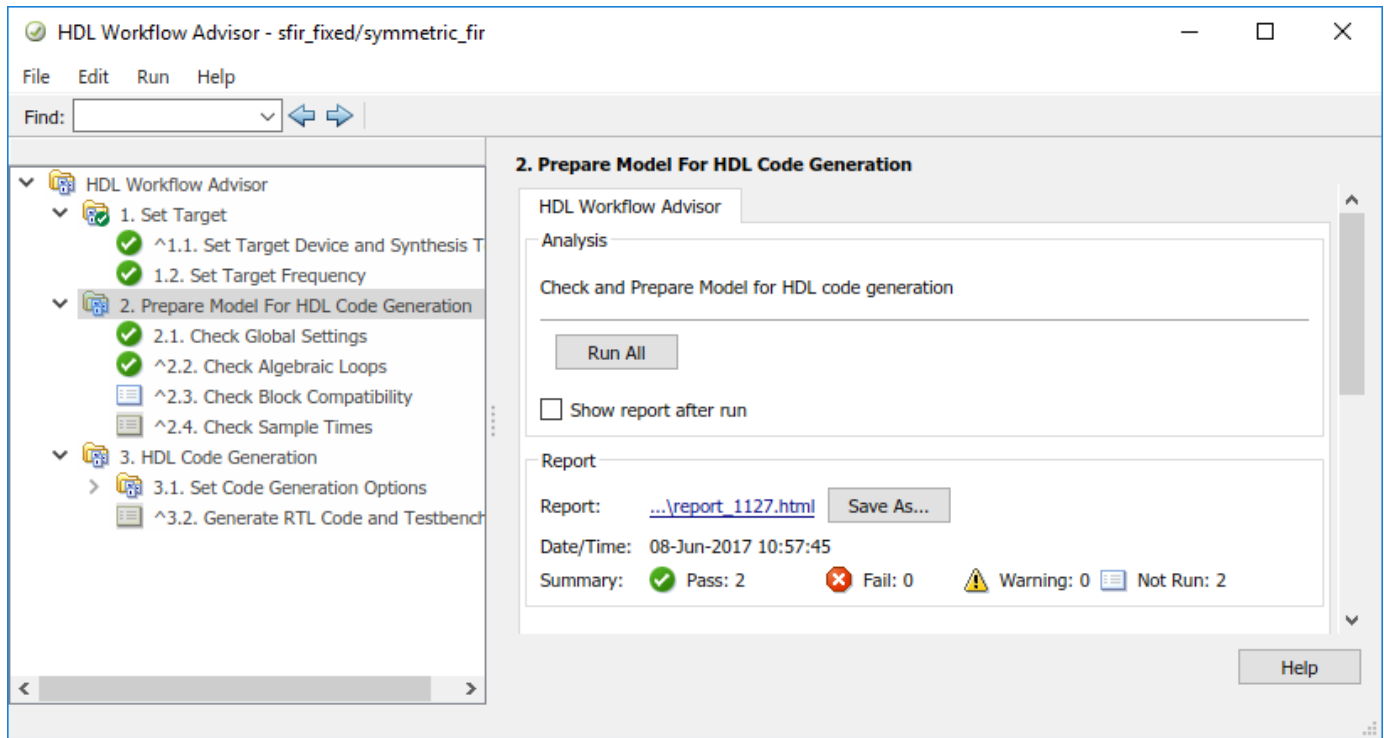 HDL Workflow Advisor - sfir_fixed/symmetric_fir
File Edit Run Help
Find:
HDL Workflow Advisor
1. Set Target
^1.1. Set Target Device and Synthesis T
1.2. Set Target Frequency
2. Prepare Model For HDL Code Generation
2.1. Check Global Settings
^2.2. Check Algebraic Loops
^2.3. Check Block Compatibility
^2.4. Check Sample Times
3. HDL Code Generation
3.1. Set Code Generation Options
^3.2. Generate RTL Code and Testbench
2. Prepare Model For HDL Code Generation
HDL Workflow Advisor
Analysis
Check and Prepare Model for HDL code generation
Run All
Show report after run
Report
Report: ...\report_1127.html Save As...
Date/Time: 08-Jun-2017 10:57:45
Summary: Pass: 2 Fail: 0 Warning: 0 Not Run: 2
Help